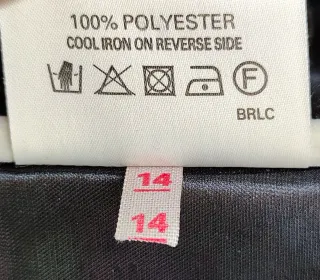 100% POLYESTER
COOL IRON ON REVERSE SIDE
F
BRLC
14
14